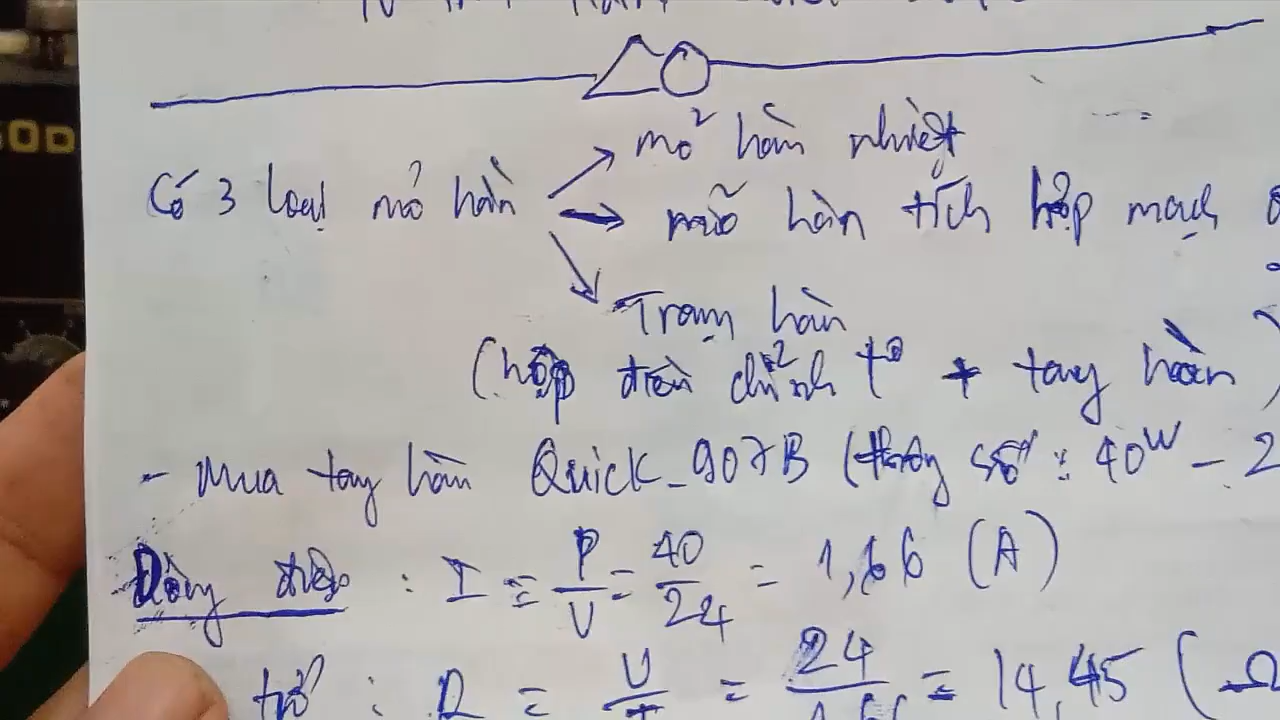 mỏ hàn nhiệt
Có 3 loại mỏ hàn
mỏ hàn tích hợp mạch
Trạm hàn
(hộp điều chỉnh t° + tay hàn)
- Mua tay hàn Quick_907B (thông số: 40W - 2
Dòng điện : I = P/U = 40/24 = 1,66 (A)
trở : R = U/I = 24/1,66 = 14,45 (Ω